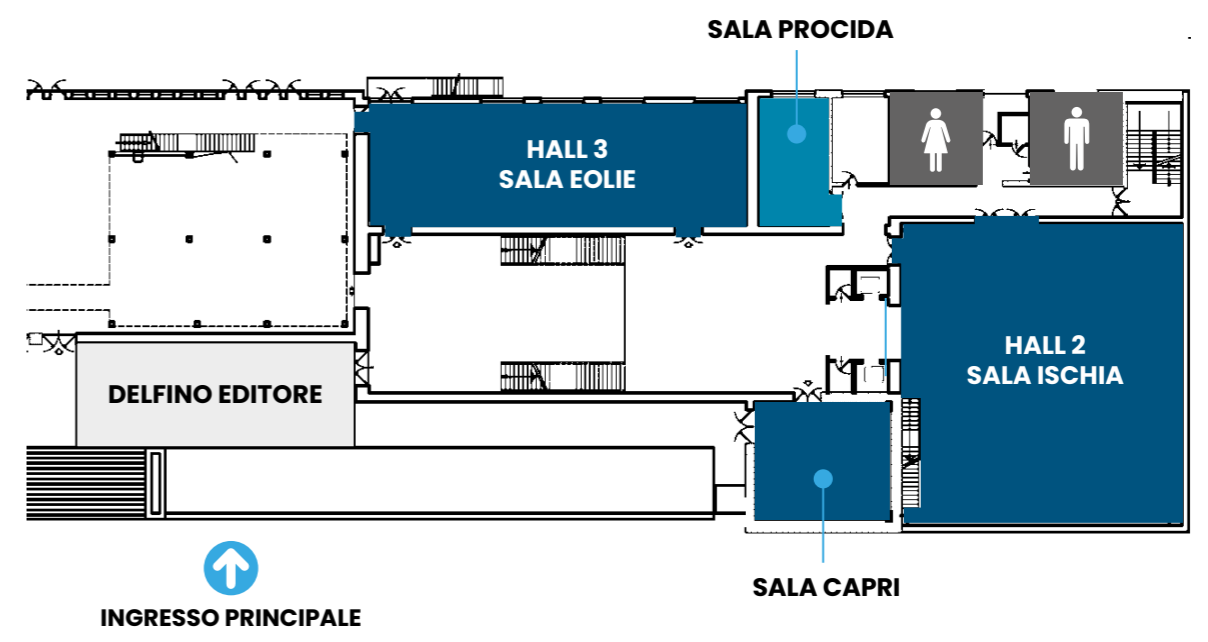 SALA PROCIDA
HALL 3
SALA EOLIE
HALL 2
SALA ISCHIA
DELFINO EDITORE
SALA CAPRI
INGRESSO PRINCIPALE